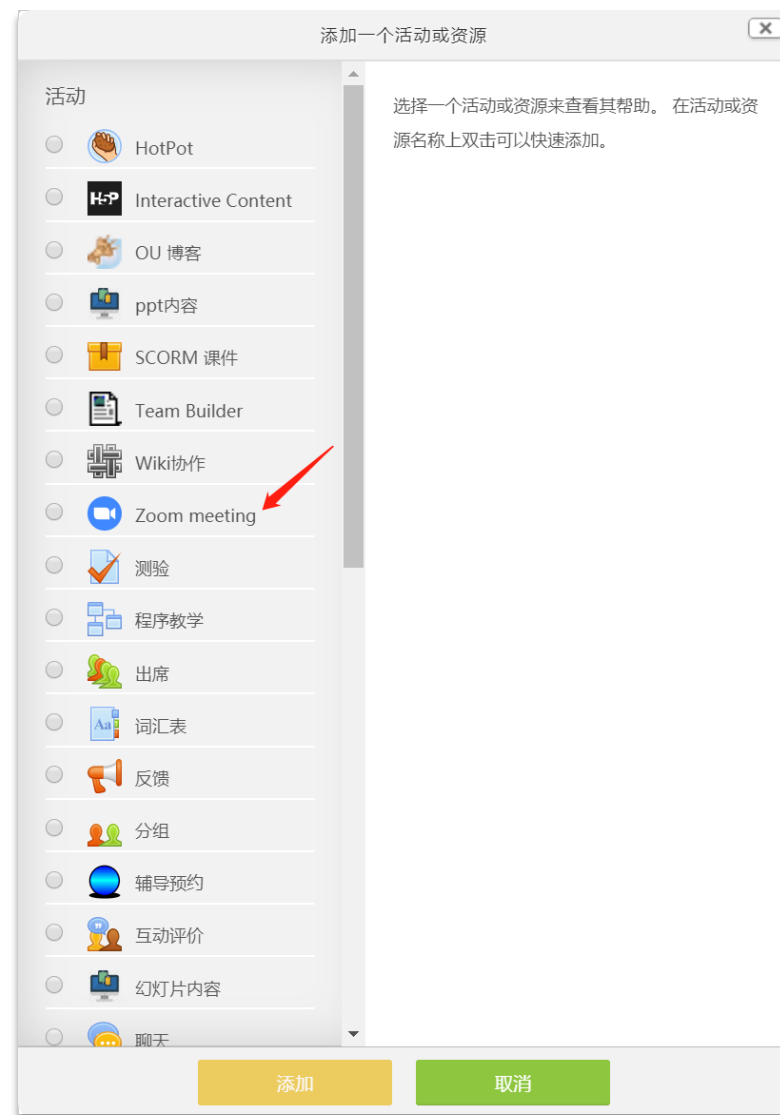 添加一个活动或资源
活动
HotPot
H-P Interactive Content
OU 博客
ppt内容
SCORM 课件
Team Builder
Wiki协作
Zoom meeting
测验
程序教学
出席
Aa 词汇表
反馈
分组
辅导预约
互动评价
幻灯片内容
聊天
选择一个活动或资源来查看其帮助。 在活动或资
源名称上双击可以快速添加。
添加
取消